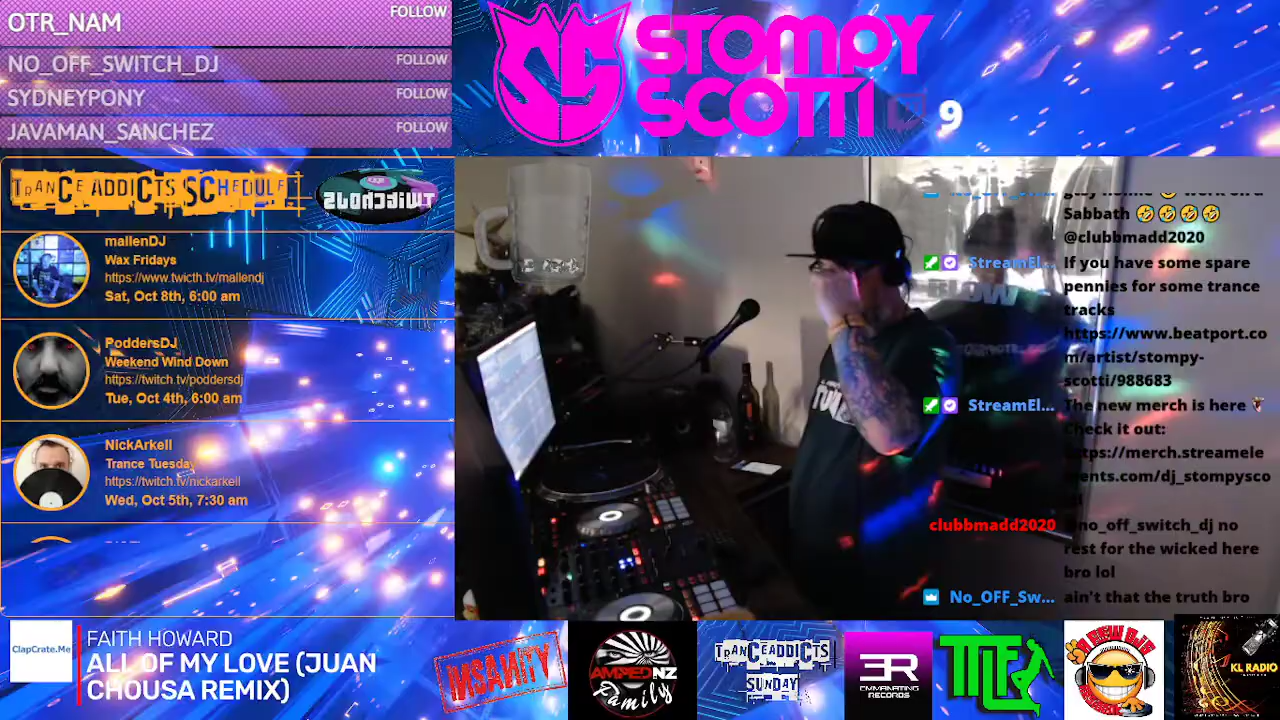 OTR_NAM
FOLLOW
NO_OFF_SWITCH_DJ
FOLLOW
SYDNEYPONY
FOLLOW
JAVAMAN_SANCHEZ
FOLLOW
STOMPY
SCOTTI
9
TRANCE ADDICTS SCHEDULE
mallenDJ
Wax Fridays
https://www.twicth.tv/mallendj
Sat, Oct 8th, 6:00 am
PoddersDJ
Weekend Wind Down
https://twitch.tv/poddersdj
Tue, Oct 4th, 6:00 am
NickArkell
Trance Tuesday
https://twitch.tv/nickarkell
Wed, Oct 5th, 7:30 am
Sabbath 🤣🤣🤣🤣
@clubbmadd2020
StreamEl... If you have some spare
pennies for some trance
tracks
https://www.beatport.co
m/artist/stompy-
scotti/988683
StreamEl... The new merch is here
Check it out:
https://merch.streamele
ments.com/dj_stompysco
clubbmadd2020 @no_off_switch_dj no
rest for the wicked here
bro lol
No_OFF_Sw... ain't that the truth bro
ClapCrate.Me
FAITH HOWARD
ALL OF MY LOVE (JUAN
CHOUSA REMIX)
INSANITY
AMPED NZ
Family
TRANCEADDICTS
SUNDAY
3R
EMMINATING
RECORDS
KL RADIO